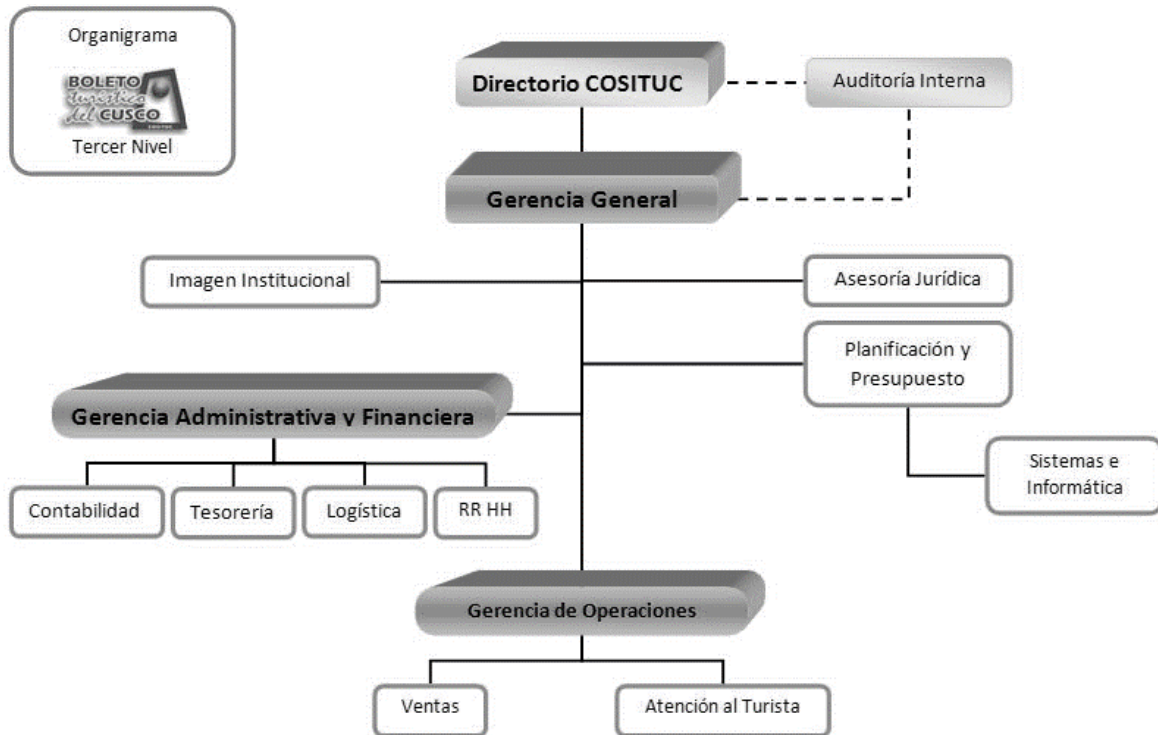 Organigrama
BOLETO
turístico
del CUSCO
COSITUC
Tercer Nivel
Directorio COSITUC
Auditoría Interna
Gerencia General
Imagen Institucional
Asesoría Jurídica
Planificación y
Presupuesto
Gerencia Administrativa y Financiera
Sistemas e
Informática
Contabilidad
Tesorería
Logística
RR HH
Gerencia de Operaciones
Ventas
Atención al Turista